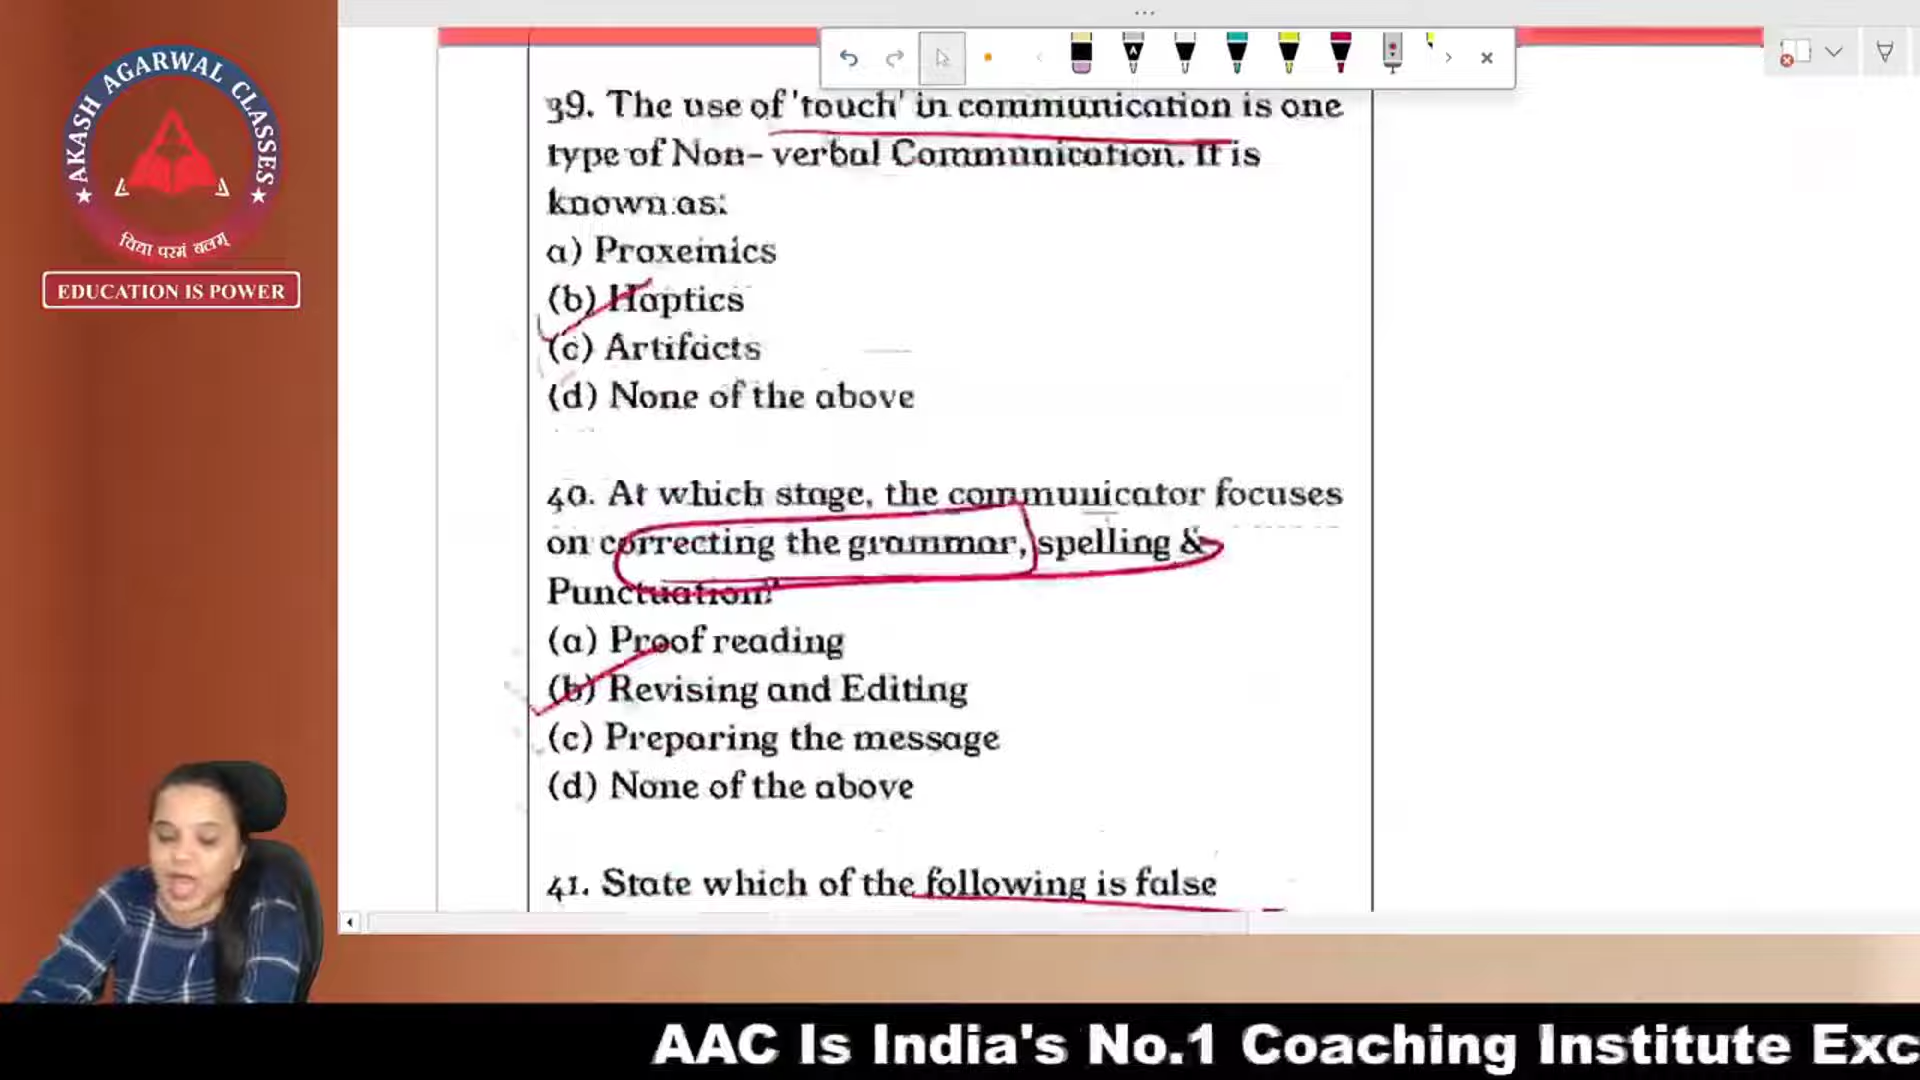 AKASH AGARWAL CLASSES
विद्या परमं बलम्
EDUCATION IS POWER
39. The use of 'touch' in communication is one
type of Non- verbal Communication. It is
known as:
a) Proxemics
(b) Haptics
(c) Artifacts
(d) None of the above
40. At which stage, the communicator focuses
on correcting the grammar, spelling &
Punctuation?
(a) Proof reading
(b) Revising and Editing
(c) Preparing the message
(d) None of the above
41. State which of the following is false
AAC Is India's No.1 Coaching Institute Exc